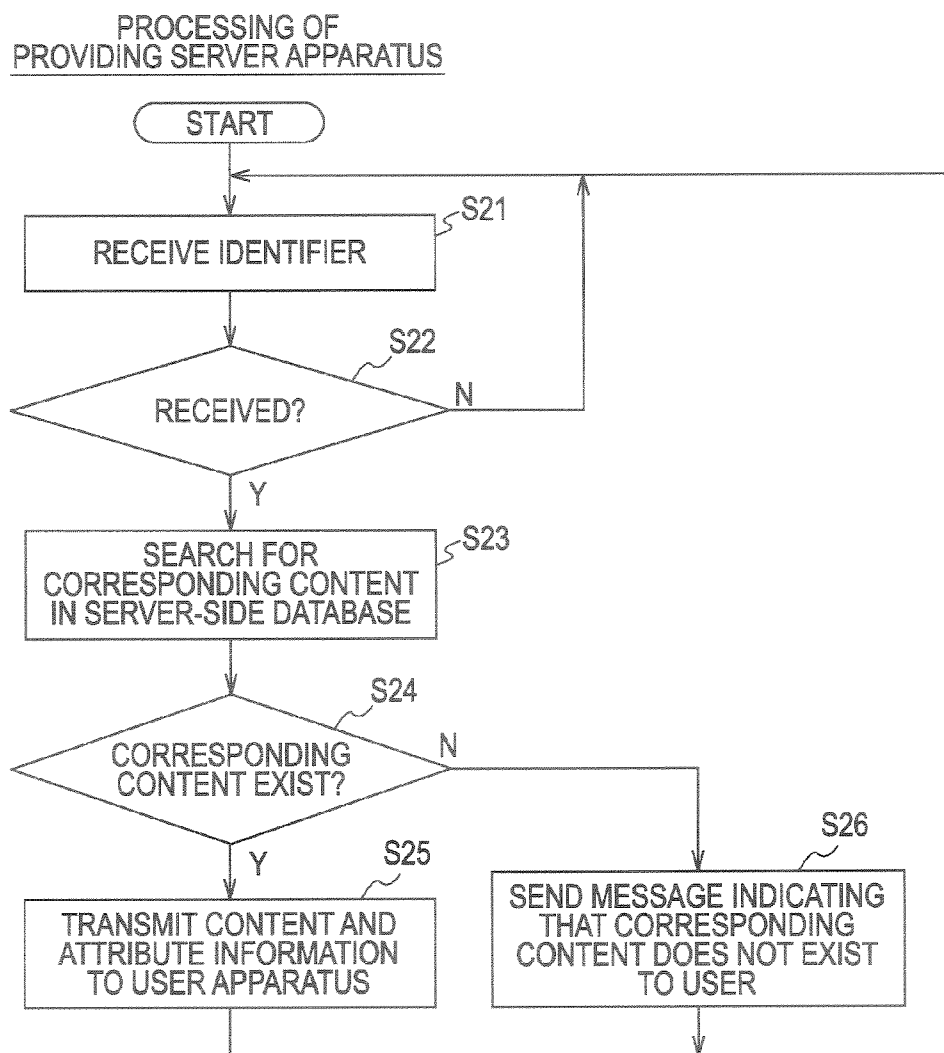 PROCESSING OF
PROVIDING SERVER APPARATUS
START
S21
RECEIVE IDENTIFIER
S22
RECEIVED?
N
Y
S23
SEARCH FOR
CORRESPONDING CONTENT
IN SERVER-SIDE DATABASE
S24
CORRESPONDING
CONTENT EXIST?
N
Y
S25
TRANSMIT CONTENT AND
ATTRIBUTE INFORMATION
TO USER APPARATUS
S26
SEND MESSAGE INDICATING
THAT CORRESPONDING
CONTENT DOES NOT EXIST
TO USER